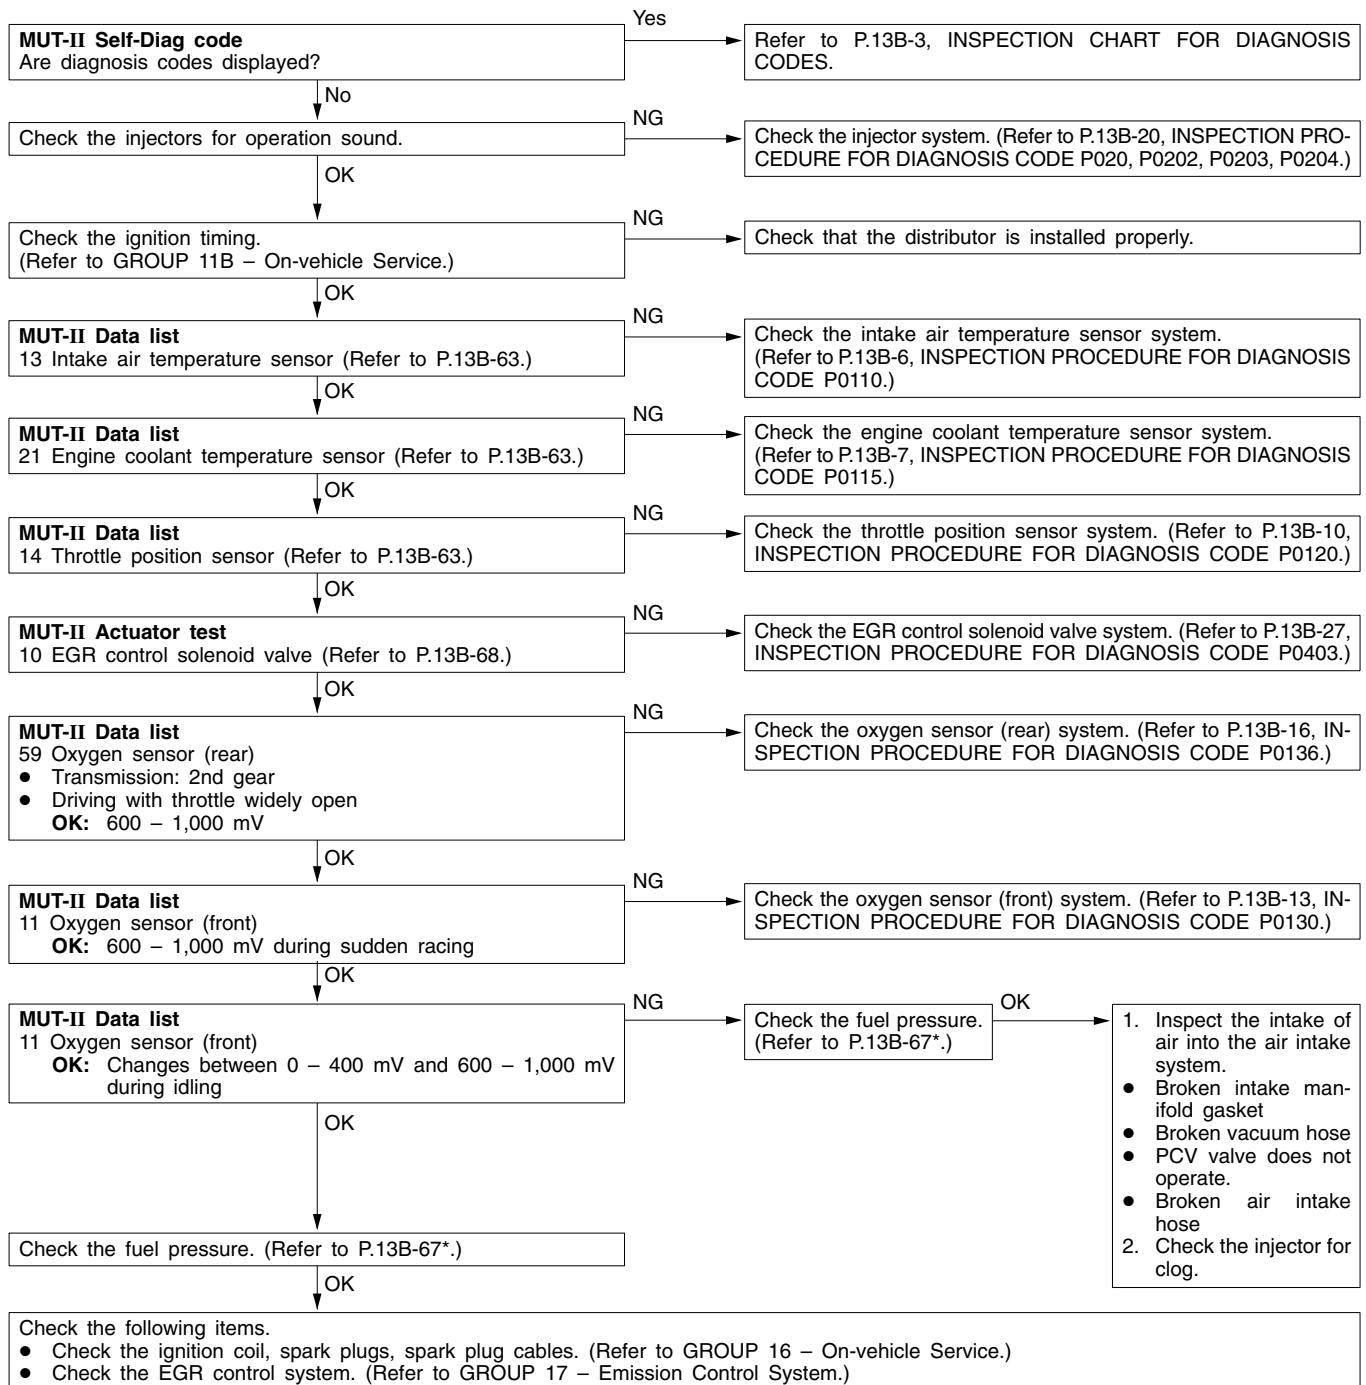 MUT-II Self-Diag code
Are diagnosis codes displayed?
Yes
Refer to P.13B-3, INSPECTION CHART FOR DIAGNOSIS
CODES.
No
Check the injectors for operation sound.
NG
Check the injector system. (Refer to P.13B-20, INSPECTION PRO-
CEDURE FOR DIAGNOSIS CODE P020, P0202, P0203, P0204.)
OK
Check the ignition timing.
(Refer to GROUP 11B – On-vehicle Service.)
NG
Check that the distributor is installed properly.
OK
MUT-II Data list
13 Intake air temperature sensor (Refer to P.13B-63.)
NG
Check the intake air temperature sensor system.
(Refer to P.13B-6, INSPECTION PROCEDURE FOR DIAGNOSIS
CODE P0110.)
OK
MUT-II Data list
21 Engine coolant temperature sensor (Refer to P.13B-63.)
NG
Check the engine coolant temperature sensor system.
(Refer to P.13B-7, INSPECTION PROCEDURE FOR DIAGNOSIS
CODE P0115.)
OK
MUT-II Data list
14 Throttle position sensor (Refer to P.13B-63.)
NG
Check the throttle position sensor system. (Refer to P.13B-10,
INSPECTION PROCEDURE FOR DIAGNOSIS CODE P0120.)
OK
MUT-II Actuator test
10 EGR control solenoid valve (Refer to P.13B-68.)
NG
Check the EGR control solenoid valve system. (Refer to P.13B-27,
INSPECTION PROCEDURE FOR DIAGNOSIS CODE P0403.)
OK
MUT-II Data list
59 Oxygen sensor (rear)
● Transmission: 2nd gear
● Driving with throttle widely open
OK: 600 – 1,000 mV
NG
Check the oxygen sensor (rear) system. (Refer to P.13B-16, IN-
SPECTION PROCEDURE FOR DIAGNOSIS CODE P0136.)
OK
MUT-II Data list
11 Oxygen sensor (front)
OK: 600 – 1,000 mV during sudden racing
NG
Check the oxygen sensor (front) system. (Refer to P.13B-13, IN-
SPECTION PROCEDURE FOR DIAGNOSIS CODE P0130.)
OK
MUT-II Data list
11 Oxygen sensor (front)
OK: Changes between 0 – 400 mV and 600 – 1,000 mV
during idling
NG
Check the fuel pressure.
(Refer to P.13B-67*.)
OK
1. Inspect the intake of
air into the air intake
system.
● Broken intake man-
ifold gasket
● Broken vacuum hose
● PCV valve does not
operate.
● Broken air intake
hose
2. Check the injector for
clog.
OK
Check the fuel pressure. (Refer to P.13B-67*.)
OK
Check the following items.
● Check the ignition coil, spark plugs, spark plug cables. (Refer to GROUP 16 – On-vehicle Service.)
● Check the EGR control system. (Refer to GROUP 17 – Emission Control System.)